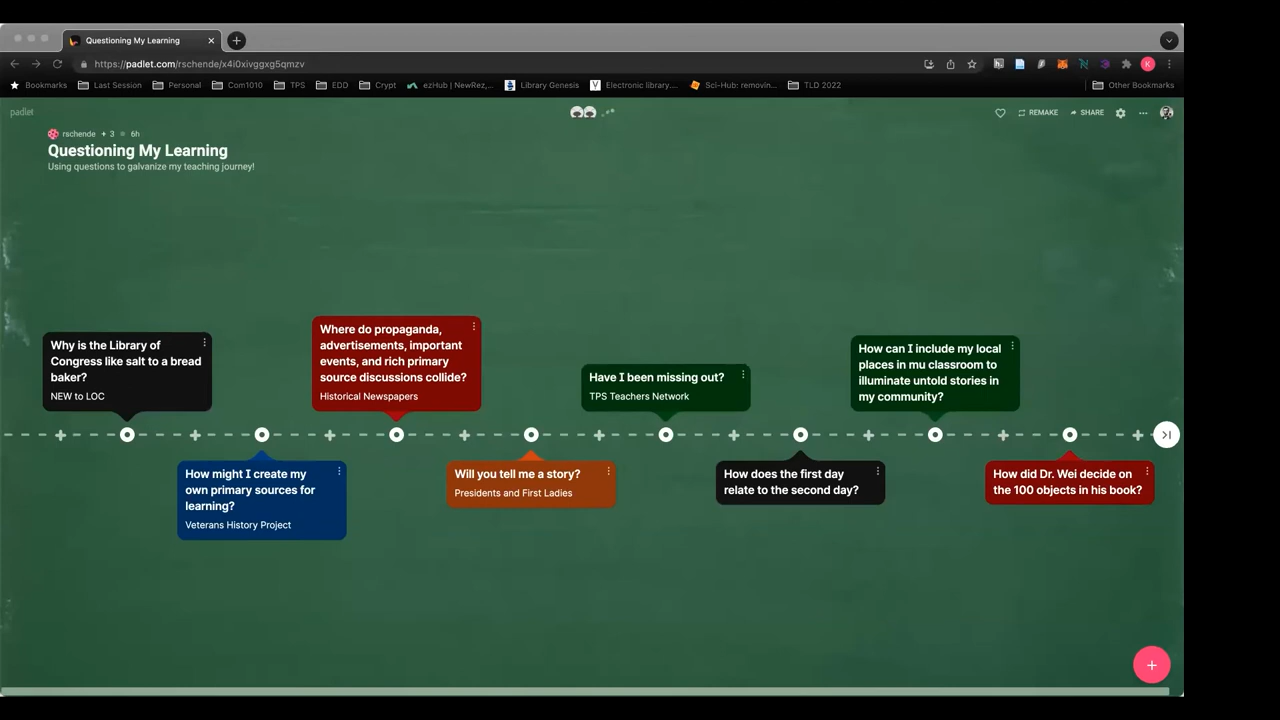 Questioning My Learning
https://padlet.com/rschende/x4i0xivggxg5qmzv
Bookmarks
Last Session
Personal
Com1010
TPS
EDD
Crypt
ezHub | NewRez,...
Library Genesis
Electronic library....
Sci-Hub: removin...
TLD 2022
Other Bookmarks
padlet
REMAKE
SHARE
rschende + 3 = 6h
Questioning My Learning
Using questions to galvanize my teaching journey!
Why is the Library of
Congress like salt to a bread
baker?
NEW to LOC
How might I create my
own primary sources for
learning?
Veterans History Project
Where do propaganda,
advertisements, important
events, and rich primary
source discussions collide?
Historical Newspapers
Will you tell me a story?
Presidents and First Ladies
Have I been missing out?
TPS Teachers Network
How does the first day
relate to the second day?
How can I include my local
places in mu classroom to
illuminate untold stories in
my community?
How did Dr. Wei decide on
the 100 objects in his book?